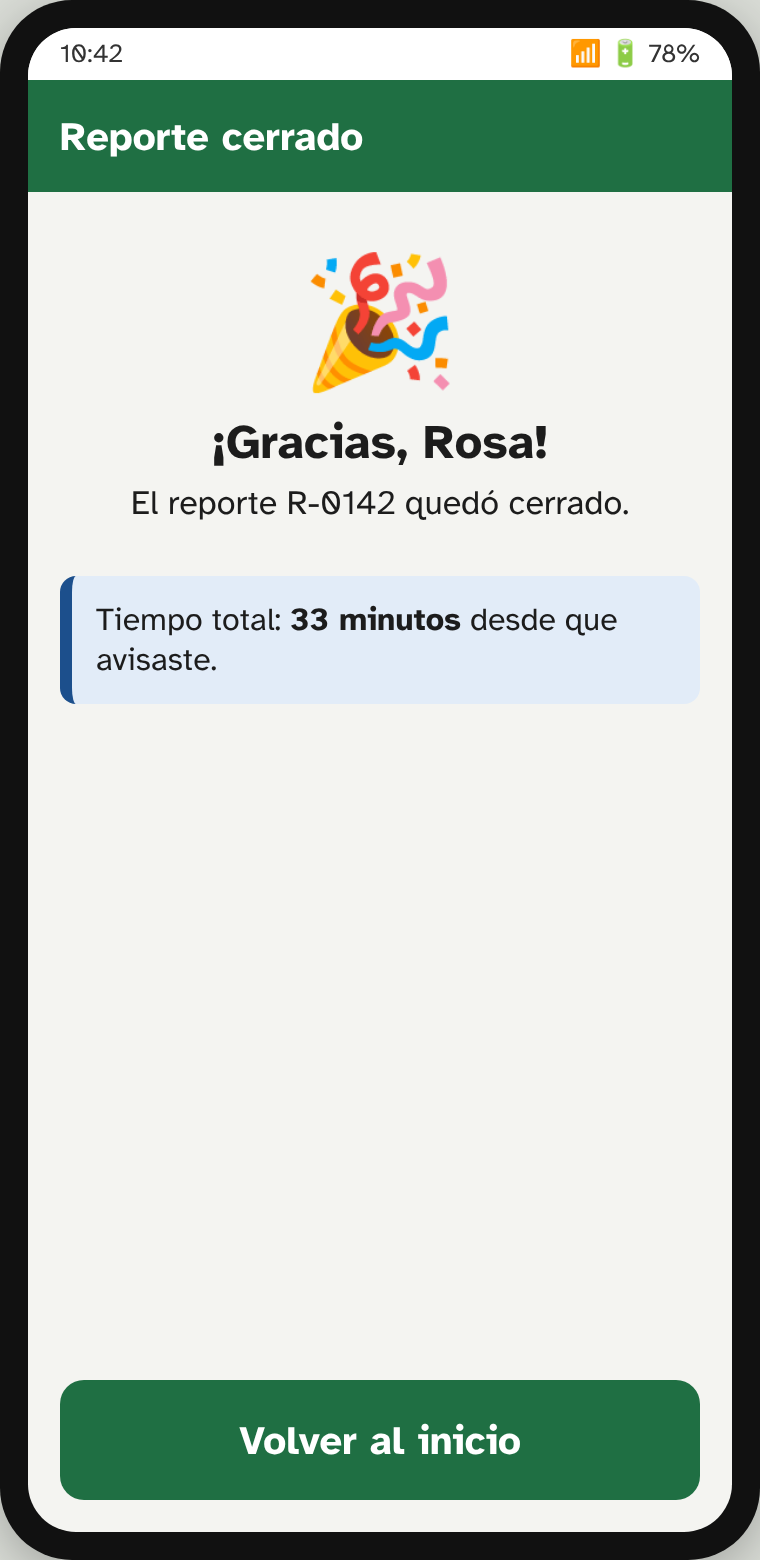 10:42
78%
Reporte cerrado
¡Gracias, Rosa!
El reporte R-0142 quedó cerrado.
Tiempo total: 33 minutos desde que
avisaste.
Volver al inicio